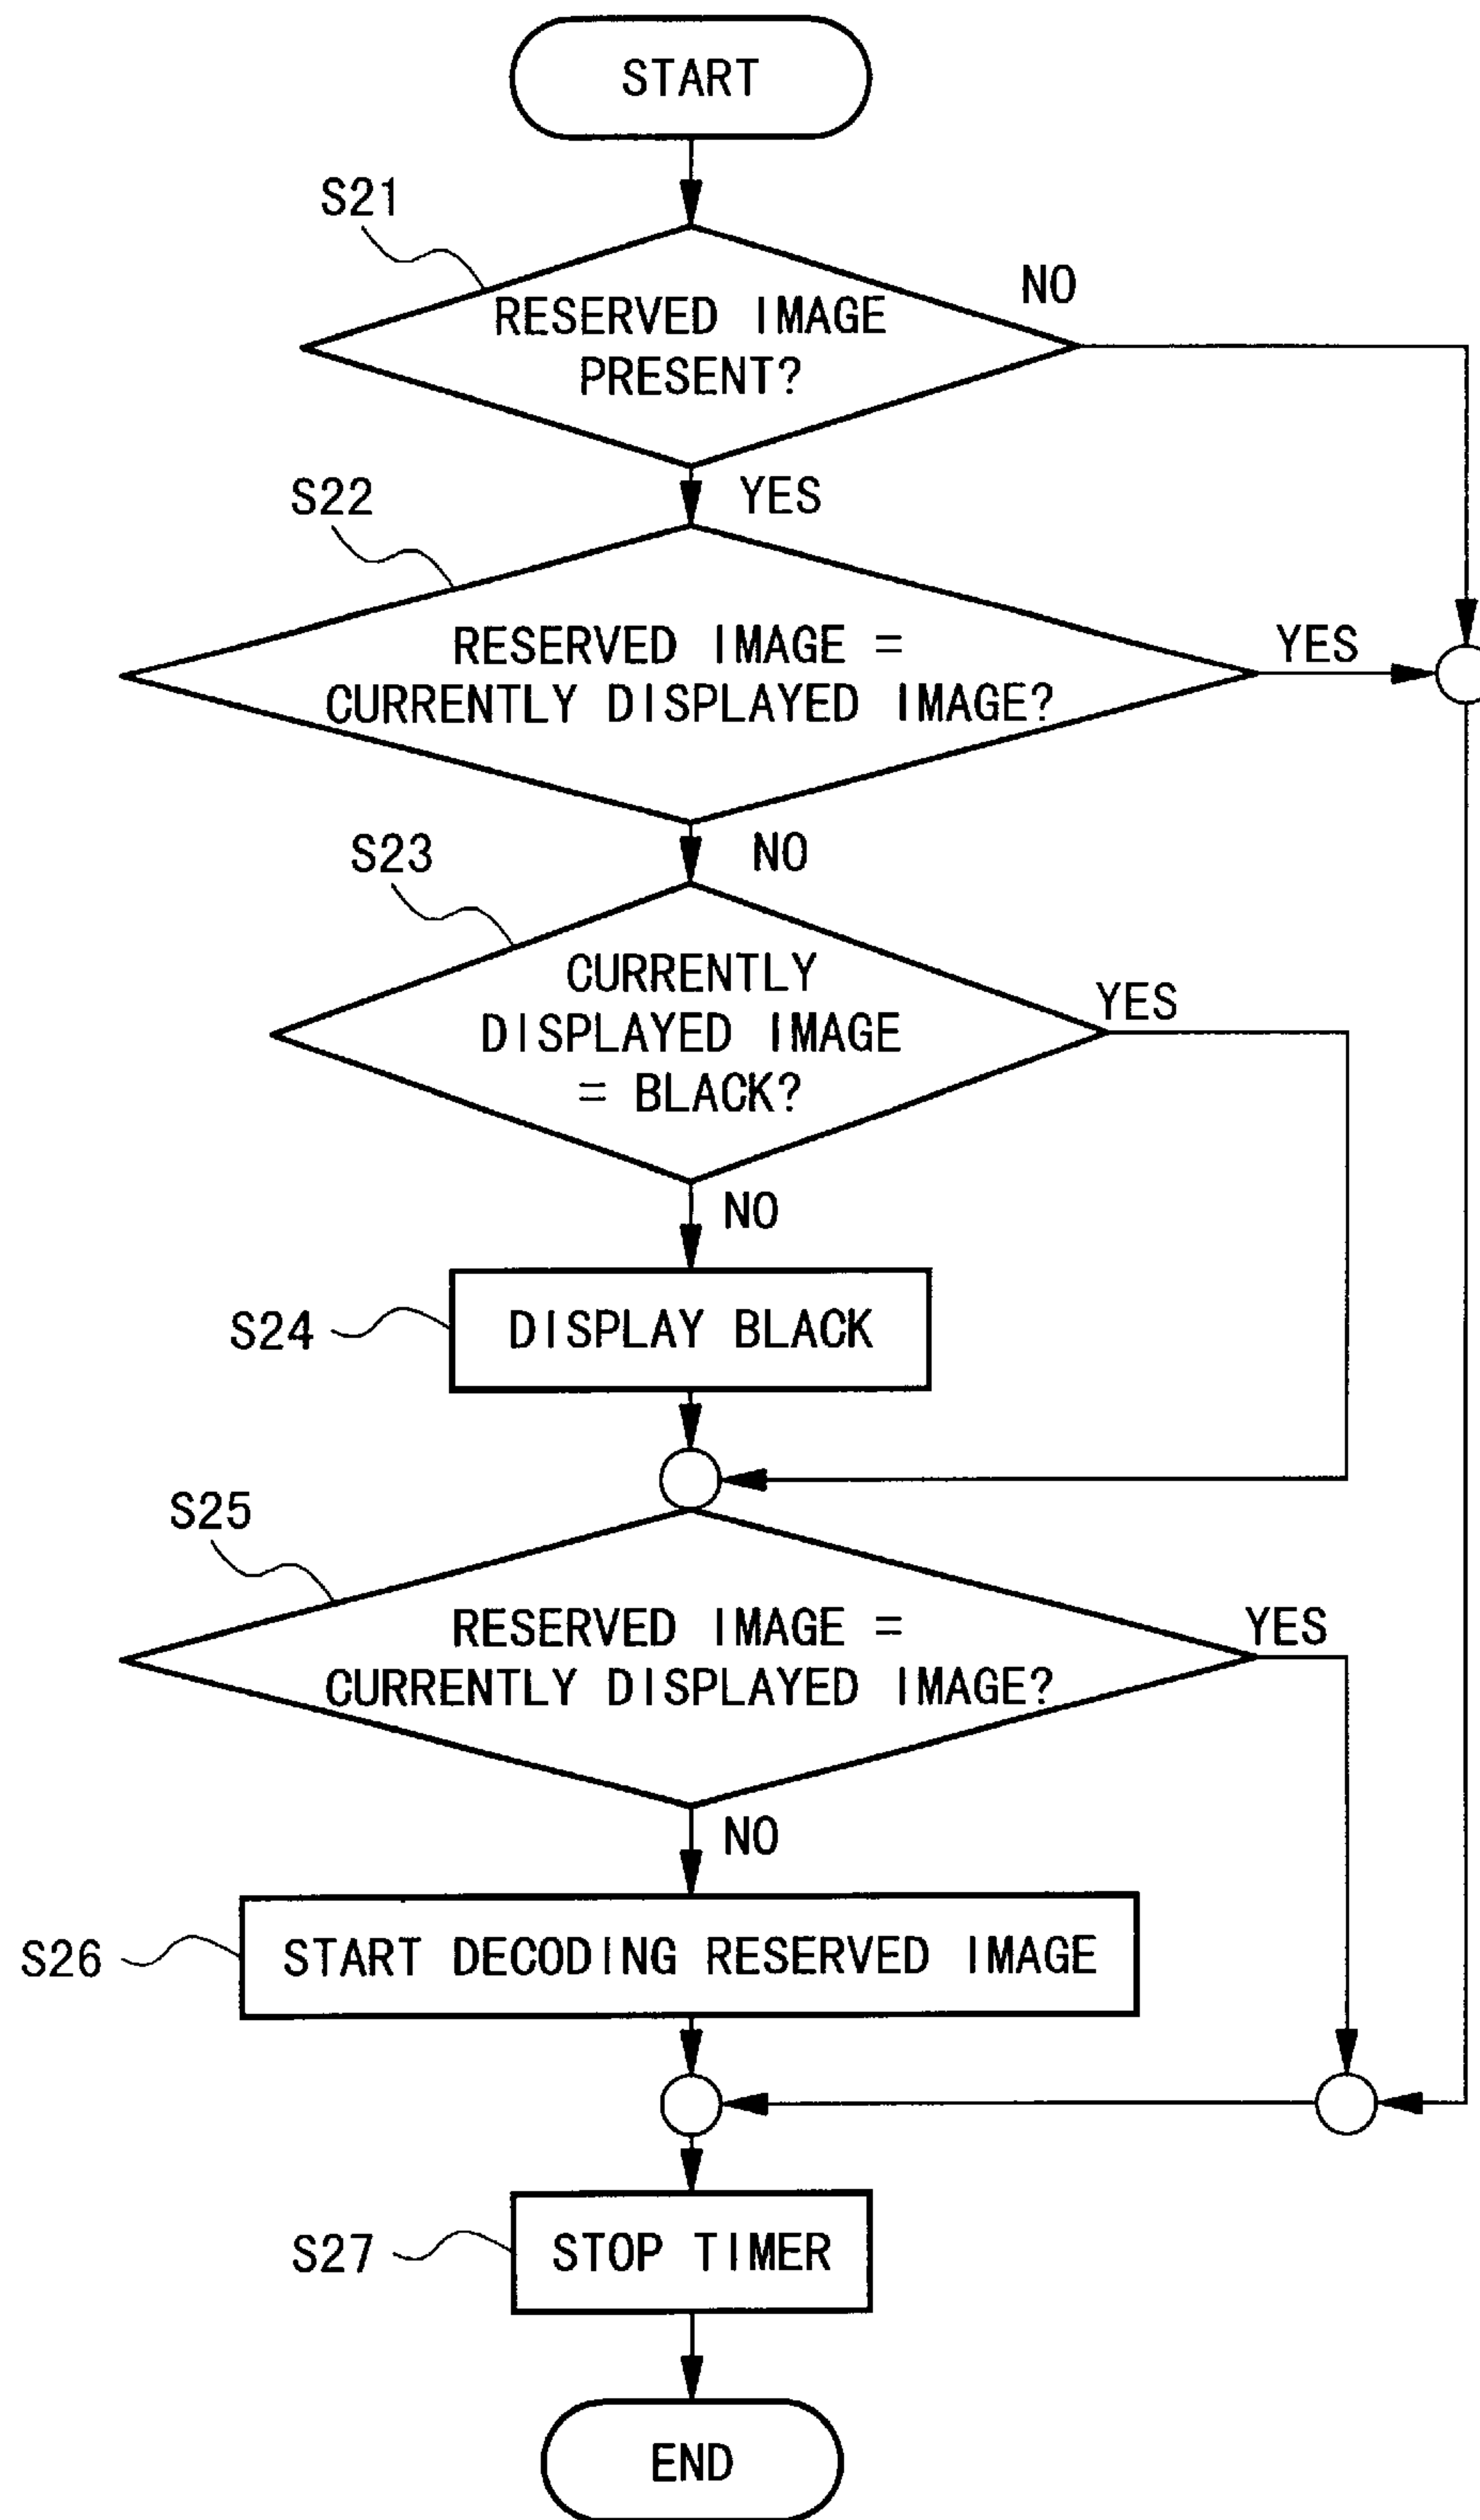 START
S21
NO
RESERVED IMAGE
PRESENT?
S22
YES
RESERVED IMAGE =
CURRENTLY DISPLAYED IMAGE?
YES
S23
NO
CURRENTLY
DISPLAYED IMAGE
= BLACK?
YES
NO
S24
DISPLAY BLACK
S25
RESERVED IMAGE =
CURRENTLY DISPLAYED IMAGE?
YES
NO
S26
START DECODING RESERVED IMAGE
S27
STOP TIMER
END